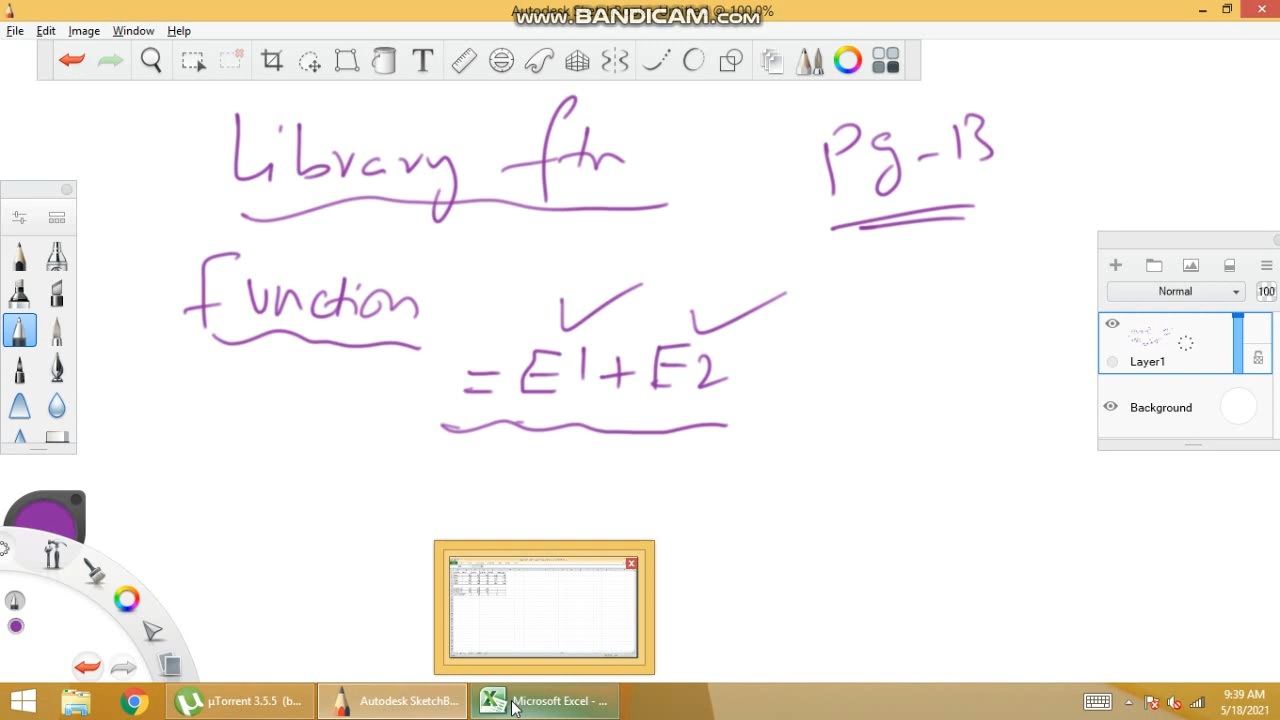 www.BANDICAM.com
File Edit Image Window Help
Library ftn
Pg-13
Function
= E1+E2
Normal
100
Layer1
Background
µTorrent 3.5.5 (b...
Autodesk SketchB...
Microsoft Excel - ...
9:39 AM
5/18/2021